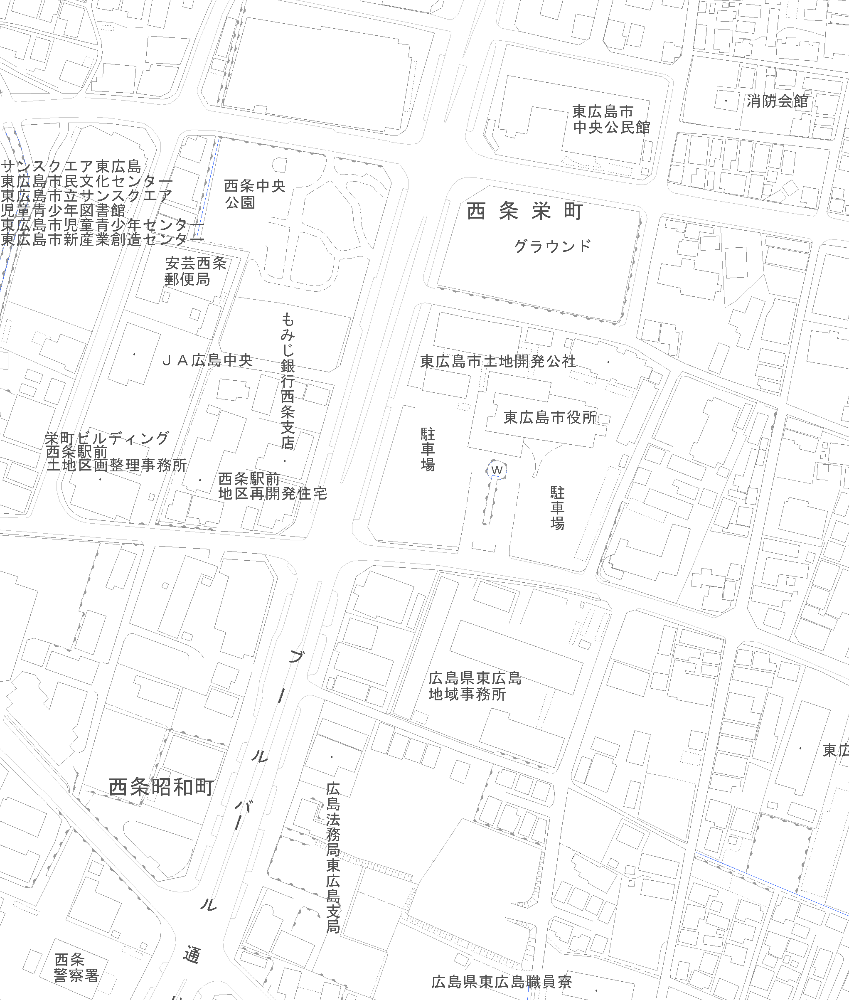 消防会館
東広島市
中央公民館
サンスクエア東広島
東広島市民文化センター
東広島市立サンスクエア
児童青少年図書館
東広島市児童青少年センター
東広島市新産業創造センター
西条中央
公園
西条栄町
グラウンド
安芸西条
郵便局
もみじ銀行西条支店
JA広島中央
東広島市土地開発公社
東広島市役所
駐車場
栄町ビルディング
西条駅前
土地区画整理事務所
W
西条駅前
地区再開発住宅
駐車場
ブールルバール通
広島県東広島
地域事務所
東広
西条昭和町
広島法務局東広島支局
西条
警察署
広島県東広島職員寮